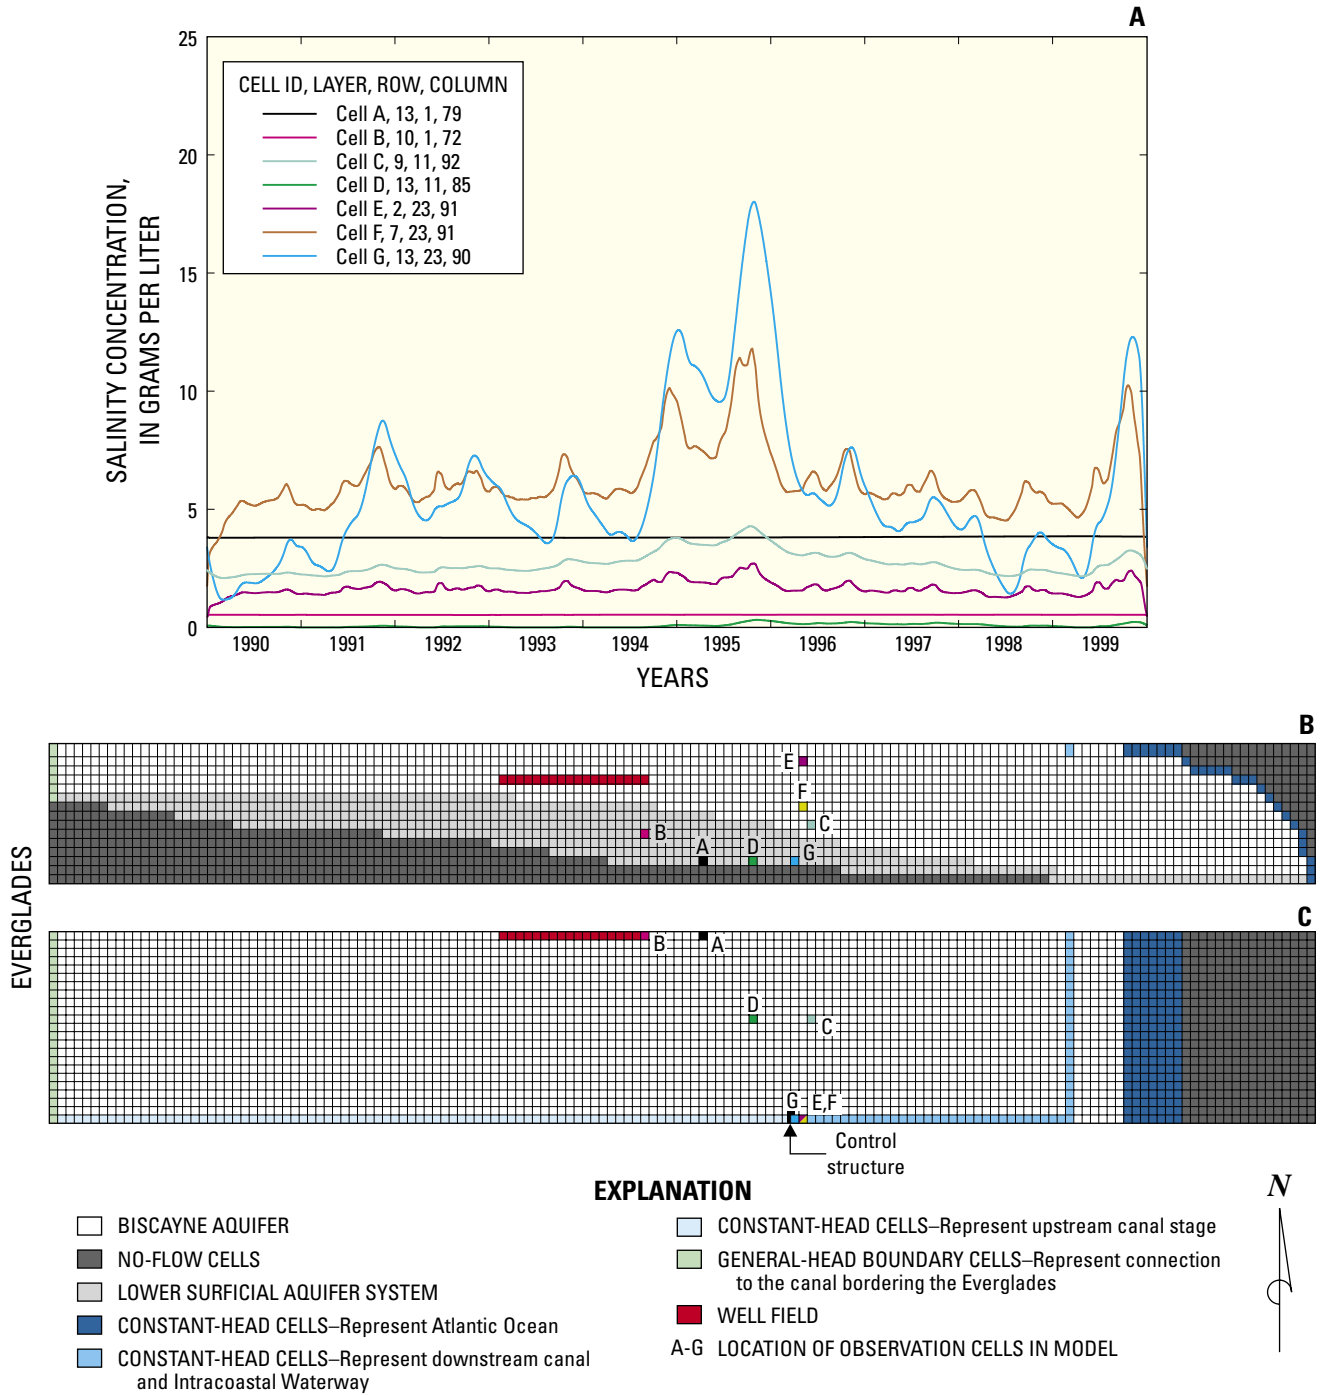 A
25
20
15
10
5
0
SALINITY CONCENTRATION,
IN GRAMS PER LITER
CELL ID, LAYER, ROW, COLUMN
Cell A, 13, 1, 79
Cell B, 10, 1, 72
Cell C, 9, 11, 92
Cell D, 13, 11, 85
Cell E, 2, 23, 91
Cell F, 7, 23, 91
Cell G, 13, 23, 90
1990 1991 1992 1993 1994 1995 1996 1997 1998 1999
YEARS
B
E
F
C
B
A D G
EVERGLADES
C
B A
D
C
G E,F
Control
structure
EXPLANATION
BISCAYNE AQUIFER
NO-FLOW CELLS
LOWER SURFICIAL AQUIFER SYSTEM
CONSTANT-HEAD CELLS–Represent Atlantic Ocean
CONSTANT-HEAD CELLS–Represent downstream canal
and Intracoastal Waterway
CONSTANT-HEAD CELLS–Represent upstream canal stage
GENERAL-HEAD BOUNDARY CELLS–Represent connection
to the canal bordering the Everglades
WELL FIELD
A-G LOCATION OF OBSERVATION CELLS IN MODEL
N